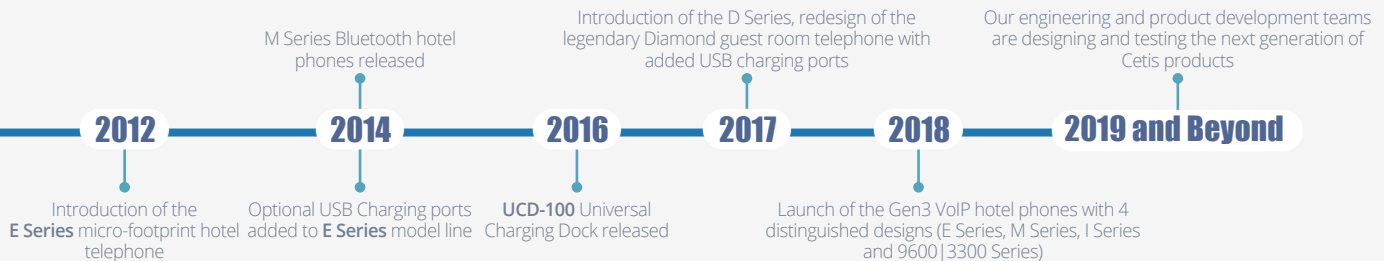 Introduction of the D Series, redesign of the
legendary Diamond guest room telephone with
added USB charging ports
Our engineering and product development teams
are designing and testing the next generation of
Cetis products
M Series Bluetooth hotel
phones released
2012
2014
2016
2017
2018
2019 and Beyond
Introduction of the
E Series micro-footprint hotel
telephone
Optional USB Charging ports
added to E Series model line
UCD-100 Universal
Charging Dock released
Launch of the Gen3 VoIP hotel phones with 4
distinguished designs (E Series, M Series, I Series
and 9600|3300 Series)